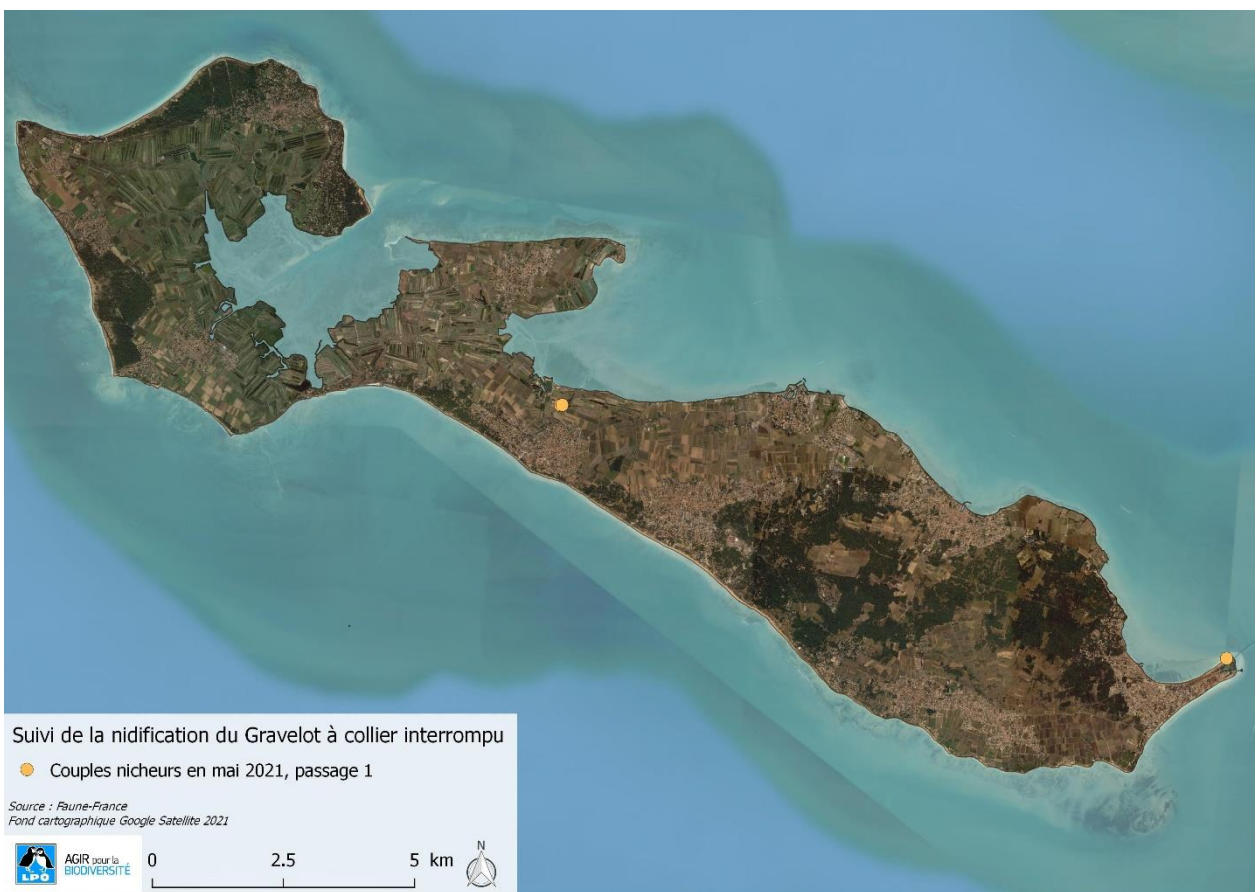 Suivi de la nidification du Gravelot à collier interrompu
Couples nicheurs en mai 2021, passage 1
Source : Faune-France
Fond cartographique Google Satellite 2021
LPO
AGIR pour la
BIODIVERSITÉ
0 2.5 5 km
N